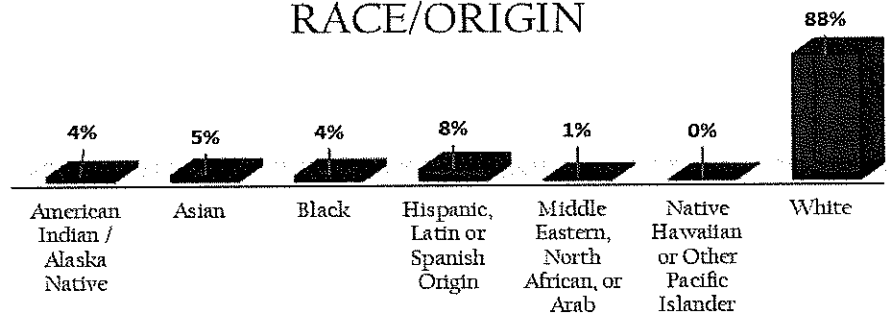 RACE/ORIGIN
88%
4%
5%
4%
8%
1%
0%
American
Indian /
Alaska
Native
Asian
Black
Hispanic,
Latin or
Spanish
Origin
Middle
Eastern,
North
African, or
Arab
Native
Hawaiian
or Other
Pacific
Islander
White